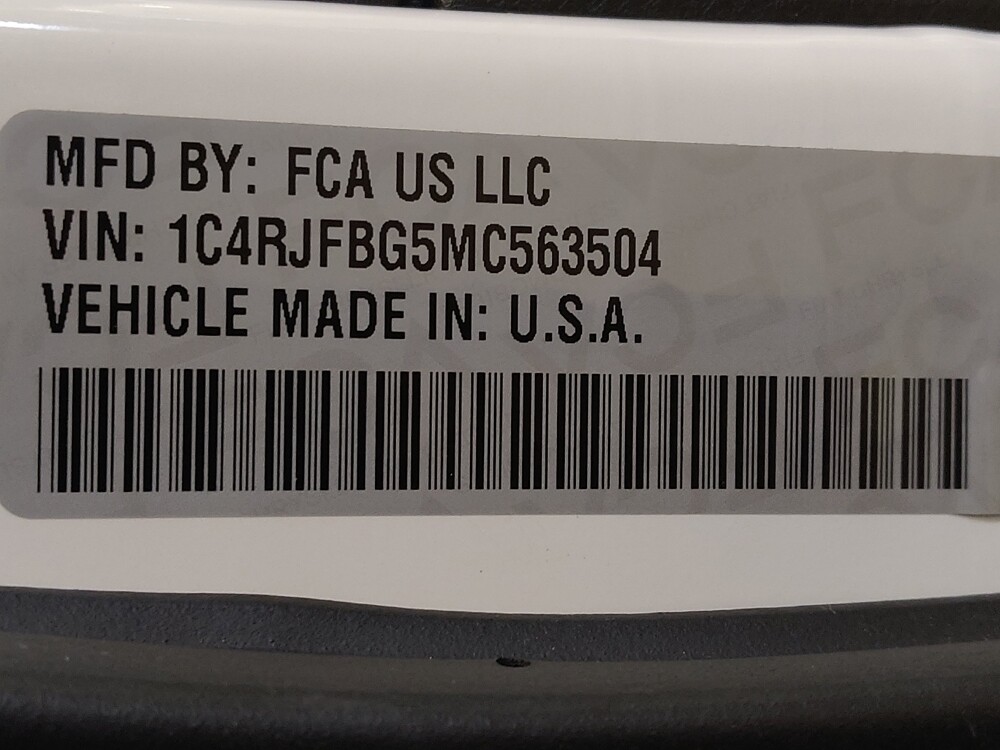 MFD BY: FCA US LLC
VIN: 1C4RJFBG5MC563504
VEHICLE MADE IN: U.S.A.